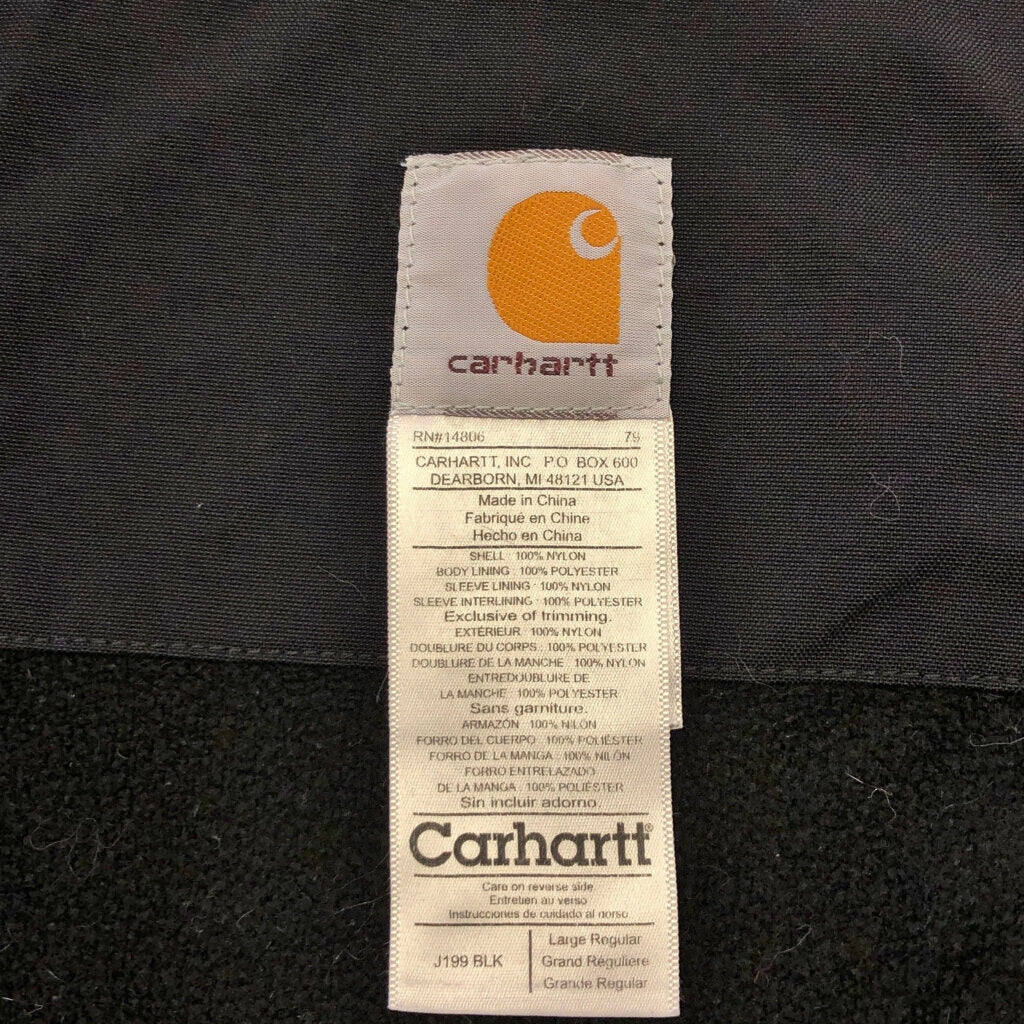 carhartt
RN#14806 79
CARHARTT, INC P.O. BOX 600
DEARBORN, MI 48121 USA
Made in China
Fabriqué en Chine
Hecho en China
SHELL : 100% NYLON
BODY LINING : 100% POLYESTER
SLEEVE LINING : 100% NYLON
SLEEVE INTERLINING : 100% POLYESTER
Exclusive of trimming.
EXTÉRIEUR : 100% NYLON
DOUBLURE DU CORPS : 100% POLYESTER
DOUBLURE DE LA MANCHE : 100% NYLON
ENTREDOUBLURE DE
LA MANCHE : 100% POLYESTER
Sans garniture.
ARMAZÓN : 100% NILÓN
FORRO DEL CUERPO : 100% POLIÉSTER
FORRO DE LA MANGA : 100% NILÓN
FORRO ENTRELAZADO
DE LA MANGA : 100% POLIÉSTER
Sin incluir adorno.
Carhartt®
Care on reverse side
Entretien au verso
Instrucciones de cuidado al dorso
J199 BLK
Large Regular
Grand Régulière
Grande Regular